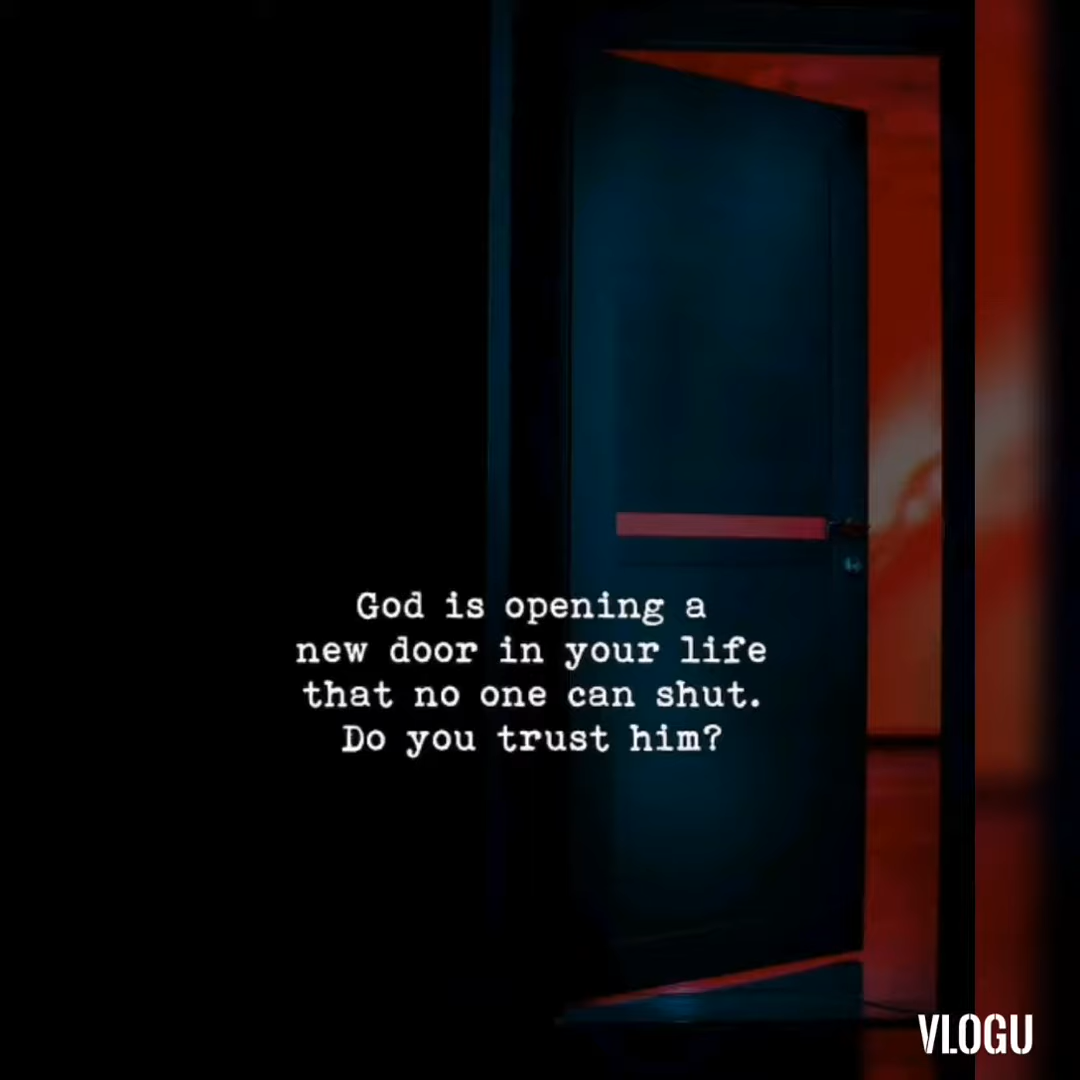 God is opening a
new door in your life
that no one can shut.
Do you trust him?
VLOGU